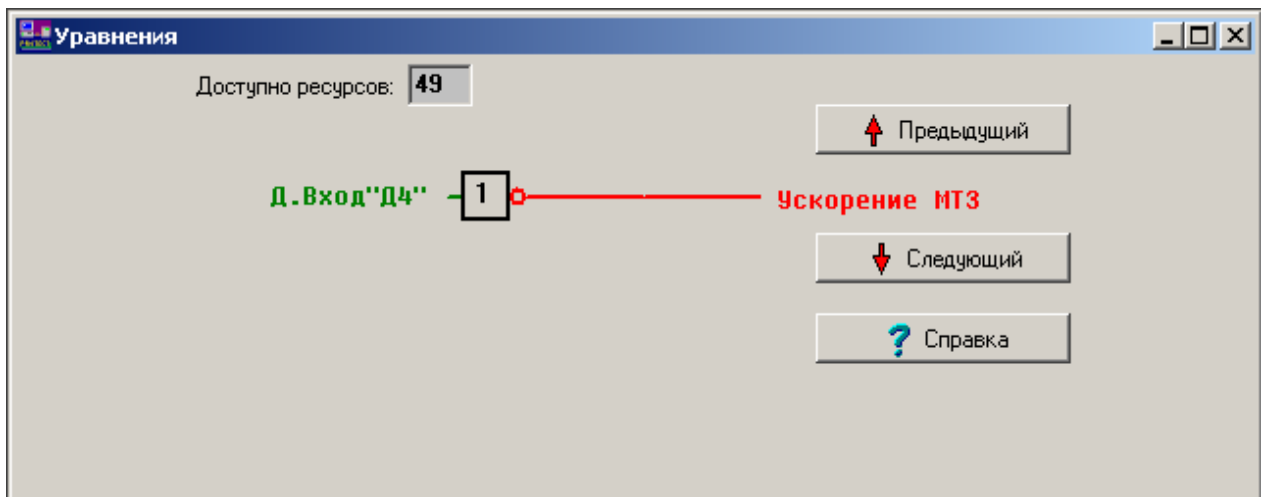 Уравнения
Доступно ресурсов: 49
Предыдущий
Д.Вход"Д4" 1 Ускорение МТЗ
Следующий
? Справка